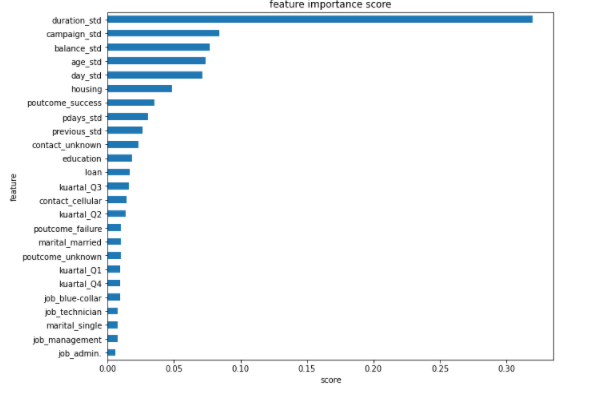 feature importance score
duration_std
campaign_std
balance_std
age_std
day_std
housing
poutcome_success
pdays_std
previous_std
contact_unknown
education
loan
kuartal_Q3
contact_cellular
kuartal_Q2
poutcome_failure
marital_married
poutcome_unknown
kuartal_Q1
kuartal_Q4
job_blue-collar
job_technician
marital_single
job_management
job_admin.
feature
0.00 0.05 0.10 0.15 0.20 0.25 0.30
score